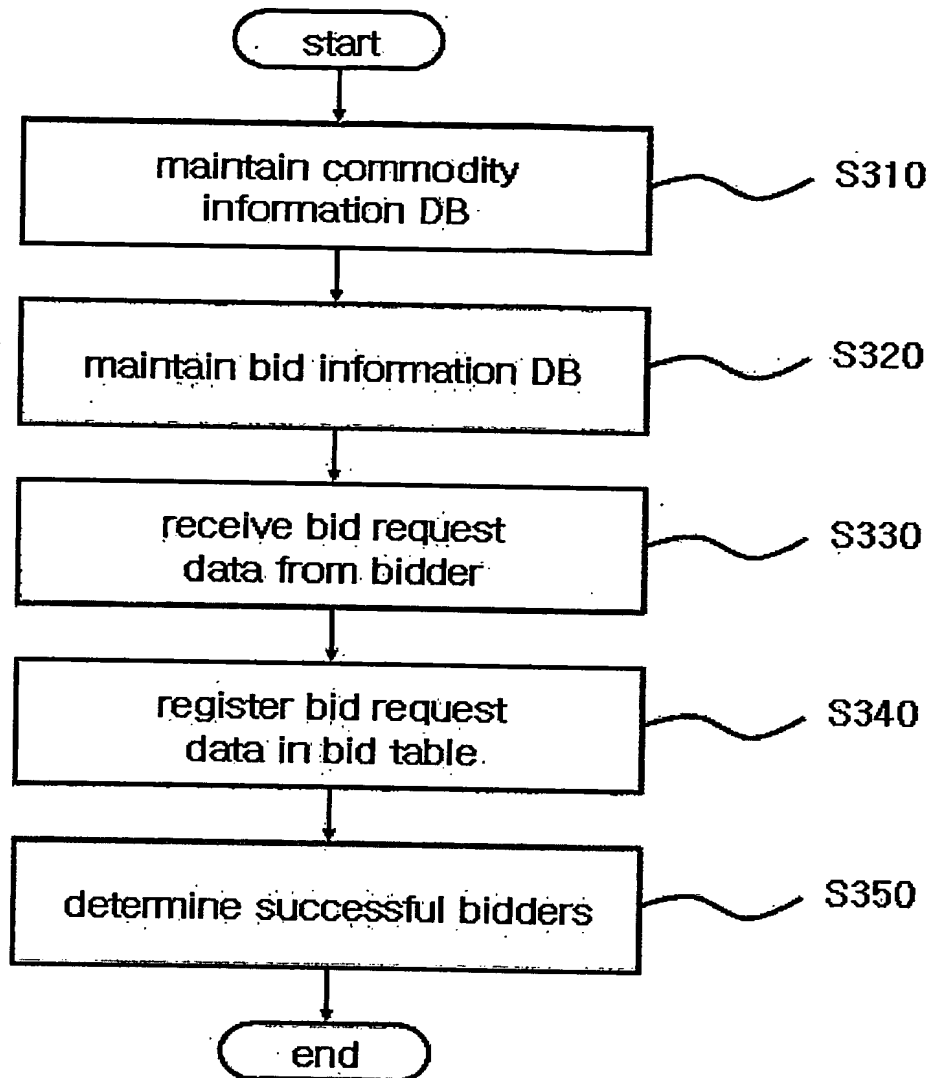 start
maintain commodity
information DB
S310
maintain bid information DB
S320
receive bid request
data from bidder
S330
register bid request
data in bid table
S340
determine successful bidders
S350
end